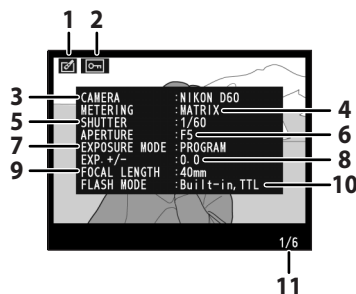 1 2
3 CAMERA :NIKON D60
METERING :MATRIX 4
5 SHUTTER :1/60
APERTURE :F5 6
7 EXPOSURE MODE :PROGRAM
EXP. +/- :0.0 8
9 FOCAL LENGTH :40mm
FLASH MODE :Built-in, TTL 10
1/6
11